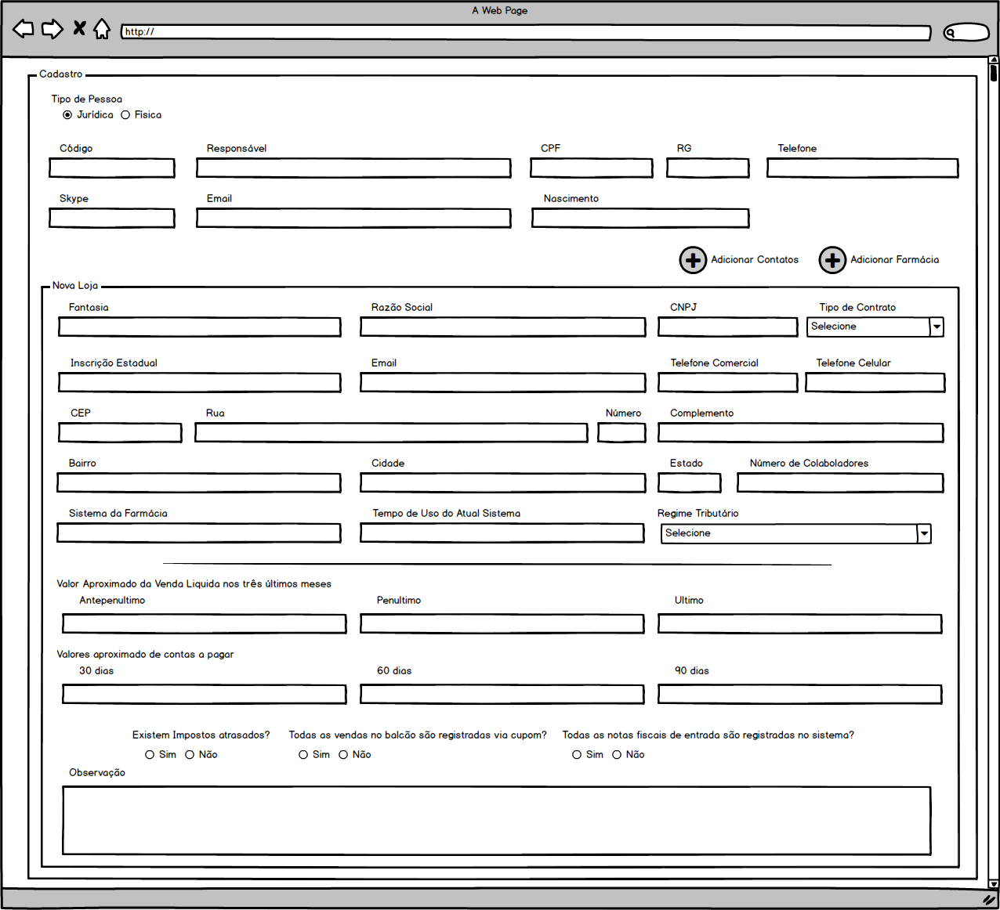 A Web Page
http://
Cadastro
Tipo de Pessoa
Jurídica Física
Código Responsável CPF RG Telefone
Skype Email Nascimento
Adicionar Contatos Adicionar Farmácia
Nova Loja
Fantasia Razão Social CNPJ Tipo de Contrato
Selecione
Inscrição Estadual Email Telefone Comercial Telefone Celular
CEP Rua Número Complemento
Bairro Cidade Estado Número de Colaboladores
Sistema da Farmácia Tempo de Uso do Atual Sistema Regime Tributário
Selecione
Valor Aproximado da Venda Liquida nos três últimos meses
Antepenultimo Penultimo Ultimo
Valores aproximado de contas a pagar
30 dias 60 dias 90 dias
Existem Impostos atrasados? Todas as vendas no balcão são registradas via cupom? Todas as notas fiscais de entrada são registradas no sistema?
Sim Não Sim Não Sim Não
Observação